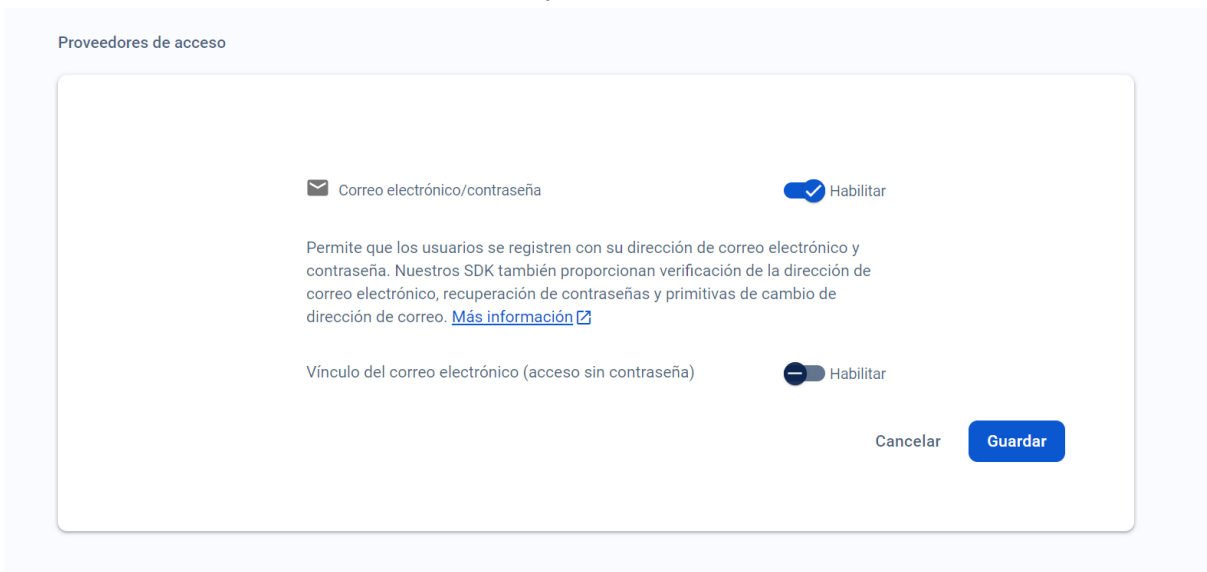 Proveedores de acceso
Correo electrónico/contraseña
Habilitar
Permite que los usuarios se registren con su dirección de correo electrónico y
contraseña. Nuestros SDK también proporcionan verificación de la dirección de
correo electrónico, recuperación de contraseñas y primitivas de cambio de
dirección de correo. Más información
Vínculo del correo electrónico (acceso sin contraseña)
Habilitar
Cancelar
Guardar